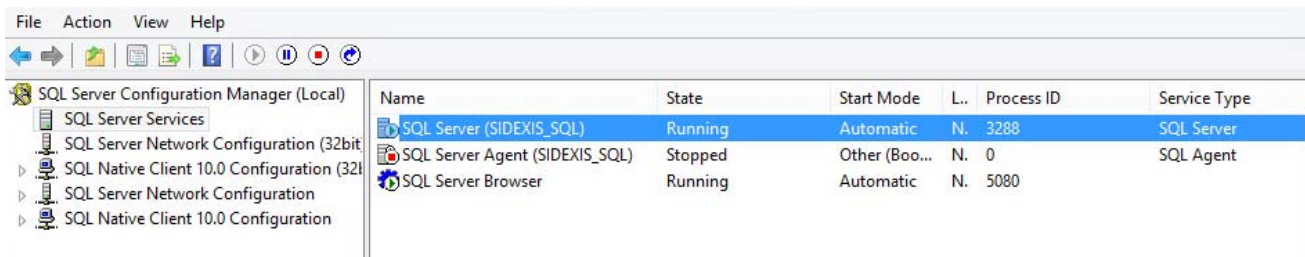 File Action View Help
SQL Server Configuration Manager (Local)
SQL Server Services
SQL Server Network Configuration (32bit
SQL Native Client 10.0 Configuration (32b
SQL Server Network Configuration
SQL Native Client 10.0 Configuration
Name State Start Mode L.. Process ID Service Type
SQL Server (SIDEXIS_SQL) Running Automatic N. 3288 SQL Server
SQL Server Agent (SIDEXIS_SQL) Stopped Other (Boo... N. 0 SQL Agent
SQL Server Browser Running Automatic N. 5080